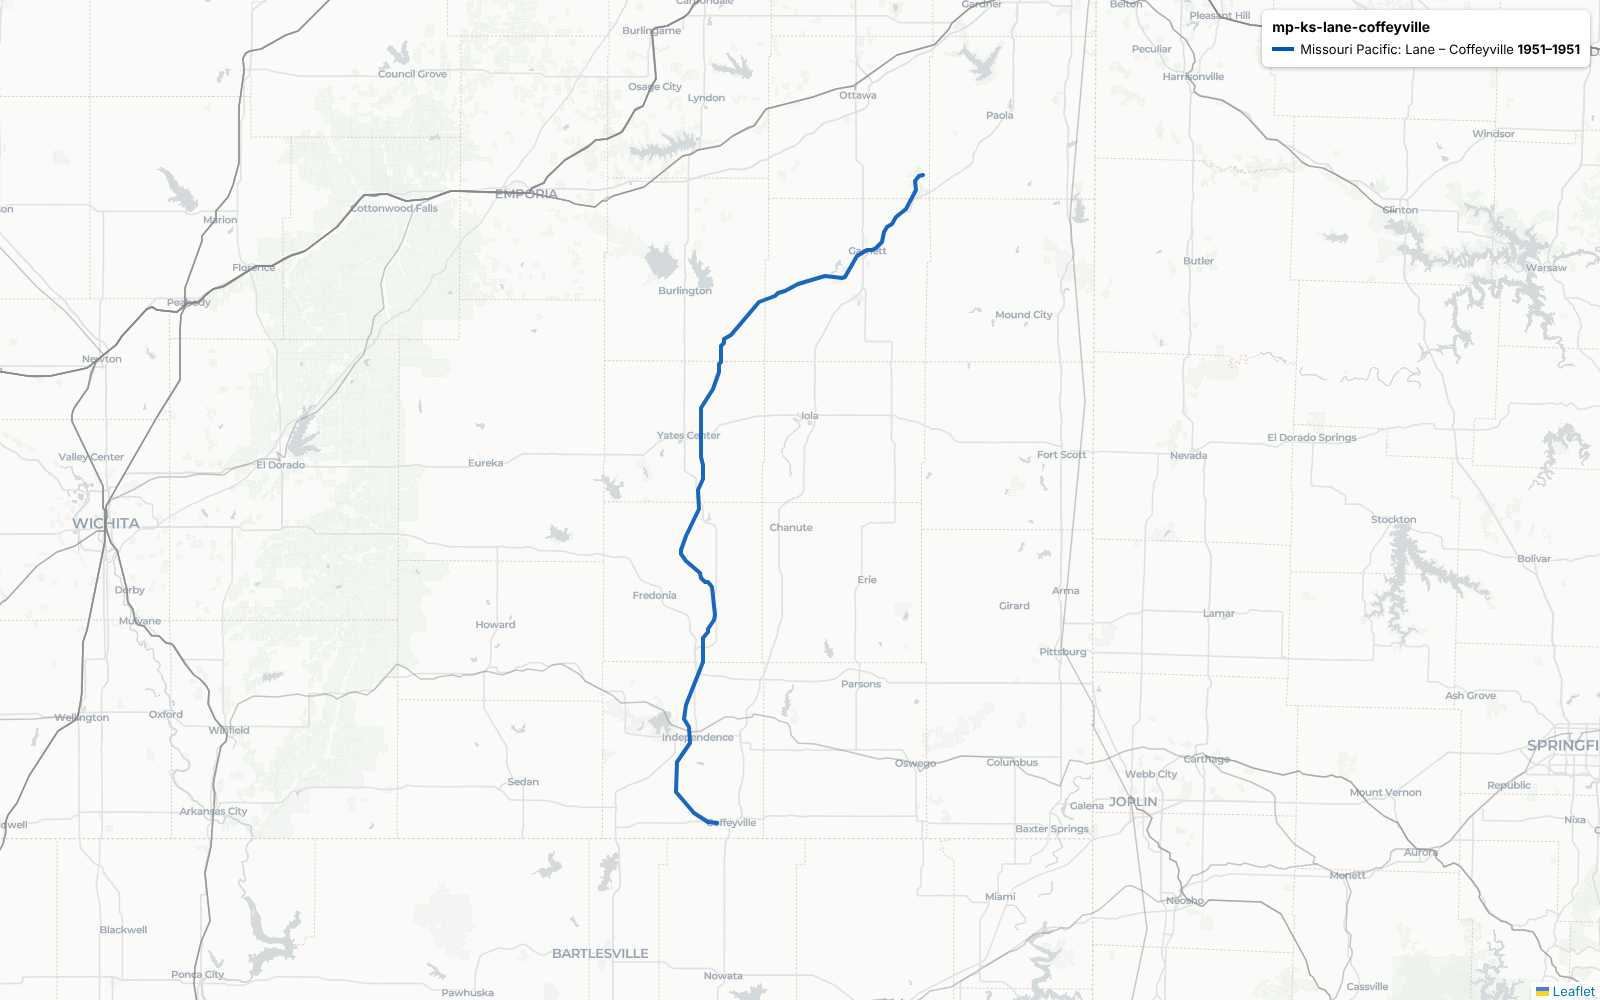 mp-ks-lane-coffeyville
Missouri Pacific: Lane – Coffeyville 1951–1951
Carbondale
Gardner
Belton
Pleasant Hill
Burlingame
Peculiar
Council Grove
Harrisonville
Osage City
Lyndon
Ottawa
Paola
Windsor
EMPORIA
Cottonwood Falls
Marion
Clinton
Garnett
Butler
Florence
Warsaw
Burlington
Peabody
Mound City
Newton
Iola
Yates Center
El Dorado Springs
Valley Center
El Dorado
Eureka
Fort Scott
Nevada
WICHITA
Chanute
Stockton
Bolivar
Erie
Derby
Fredonia
Arma
Girard
Mulvane
Howard
Lamar
Pittsburg
Parsons
Ash Grove
Wellington
Oxford
Winfield
Independence
SPRINGFI
Oswego
Columbus
Carthage
Webb City
Sedan
Republic
Mount Vernon
Arkansas City
Galena
JOPLIN
Coffeyville
Baxter Springs
Nixa
dwell
Aurora
Monett
Miami
Neosho
Blackwell
BARTLESVILLE
Ponca City
Nowata
Pawhuska
Cassville
Leaflet